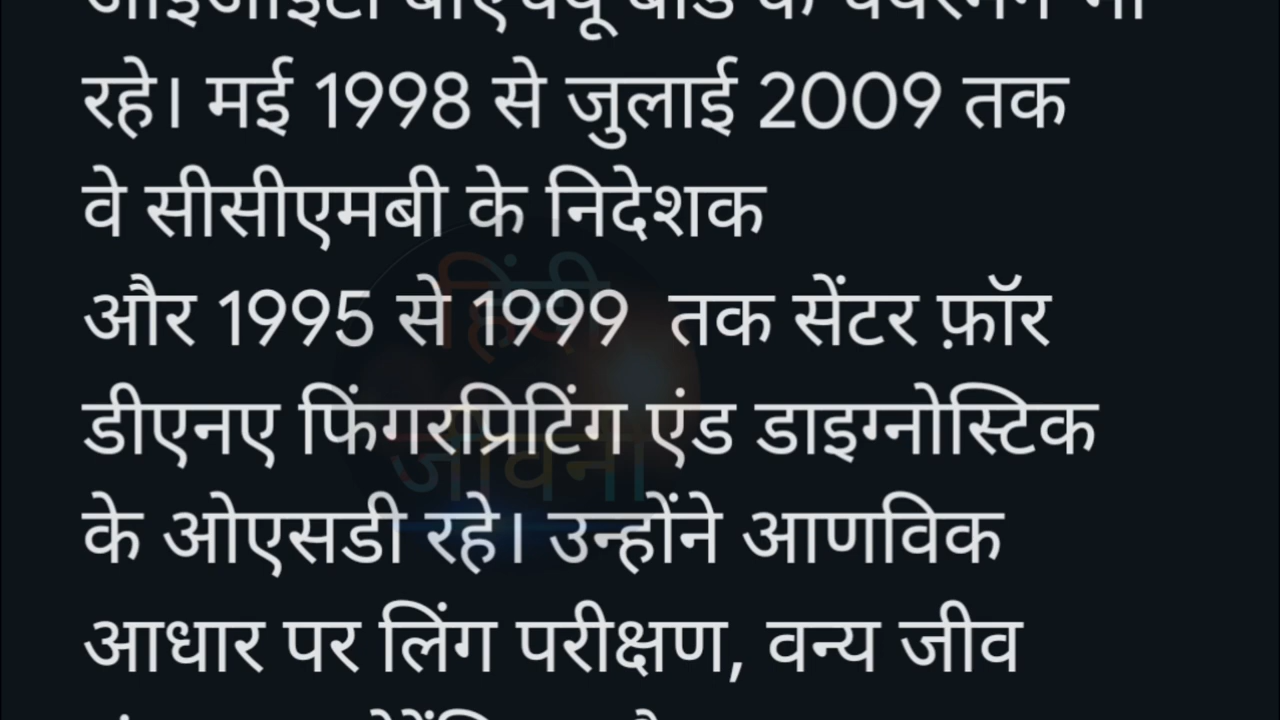 रहे। मई 1998 से जुलाई 2009 तक
वे सीसीएमबी के निदेशक
और 1995 से 1999 तक सेंटर फ़ॉर
डीएनए फिंगरप्रिटिंग एंड डाइग्नोस्टिक
के ओएसडी रहे। उन्होंने आणविक
आधार पर लिंग परीक्षण, वन्य जीव
हिंदी
जीवनी